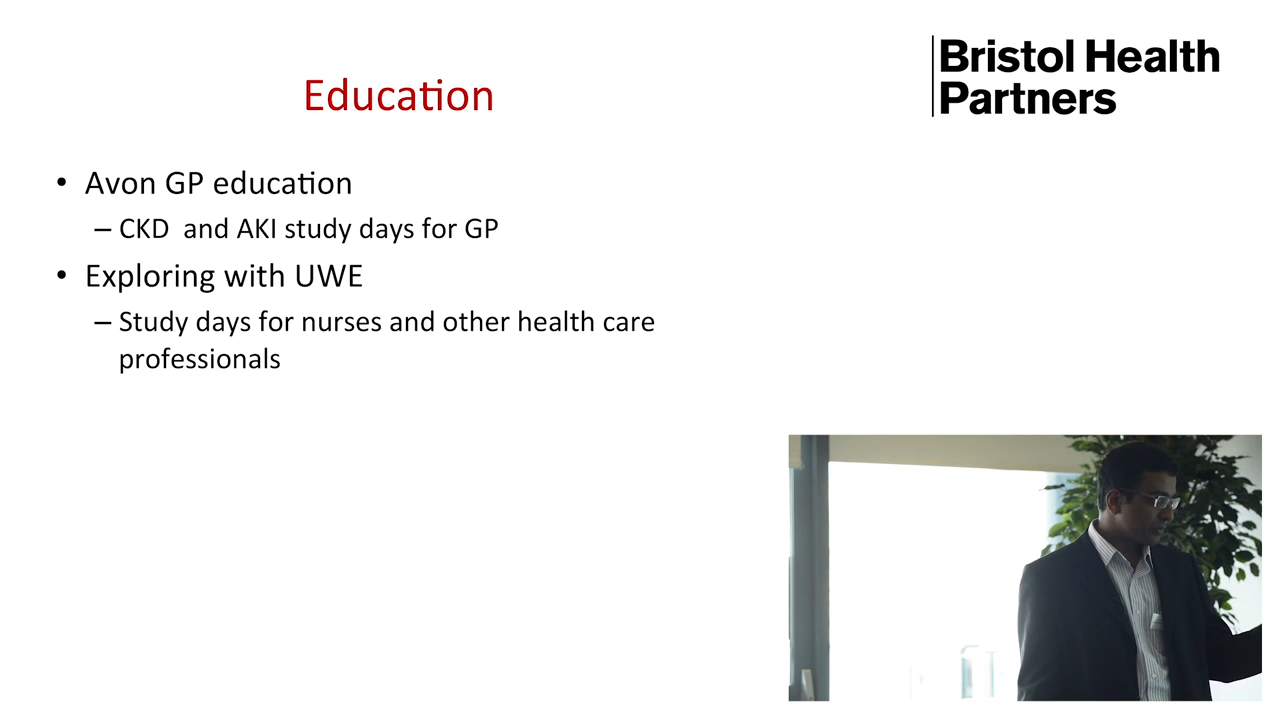 Education
Bristol Health
Partners
• Avon GP education
– CKD  and AKI study days for GP
• Exploring with UWE
– Study days for nurses and other health care
professionals